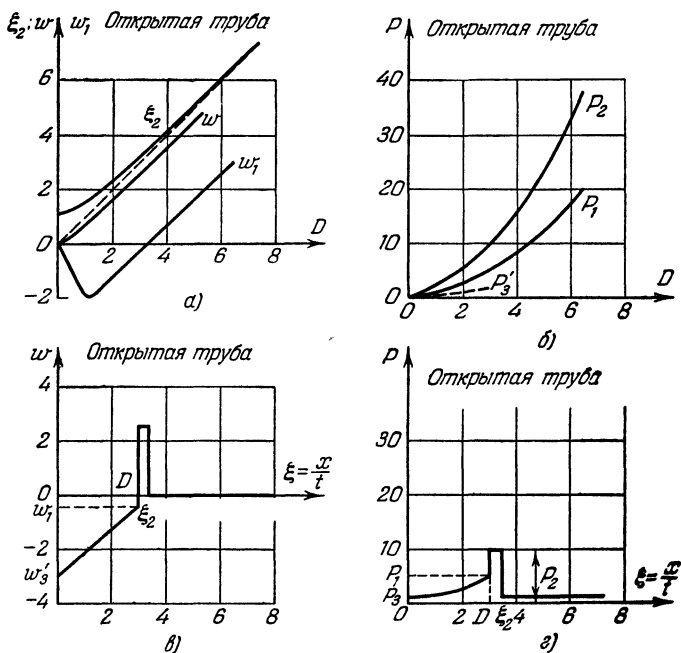 ξ₂; w w₁ Открытая труба
6
4
2
0
-2
ξ₂
w
w₁
2 4 6 8
D
а)
P Открытая труба
40
30
20
10
0
P₂
P₁
P₃′
2 4 6 8
D
б)
w Открытая труба
4
2
0
w₁
-2
w₃′
-4
D
ξ₂
2 4 6 8
ξ = x/t
в)
P
Открытая труба
30
20
10
P₁
P₃
0
P₂
ξ = x/t
2 D ξ₂ 4 6 8
г)